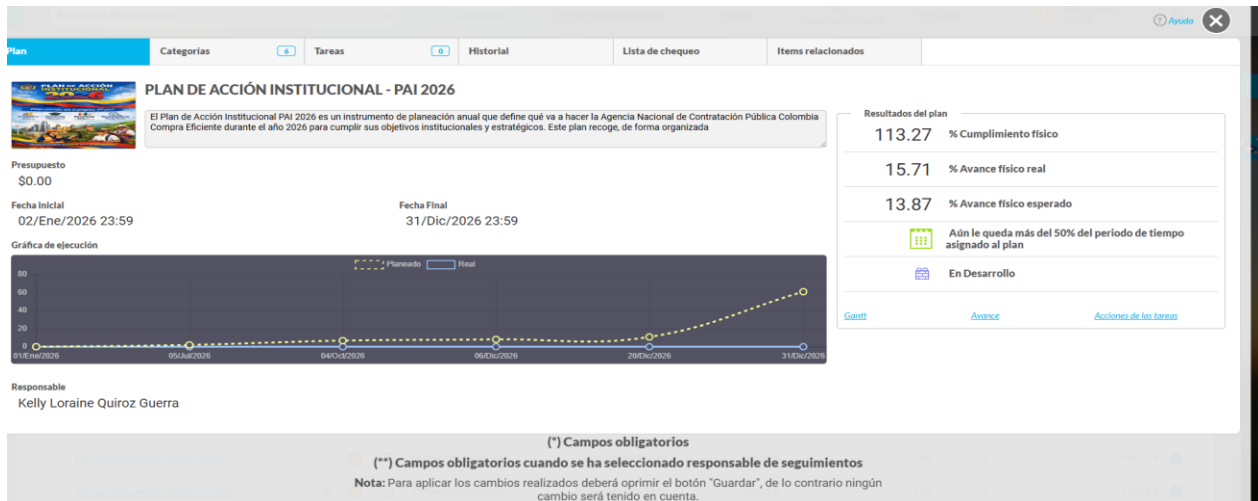 Ayuda
Plan
Categorías
6
Tareas
0
Historial
Lista de chequeo
Items relacionados
PLAN DE ACCIÓN
INSTITUCIONAL
PLAN DE ACCIÓN INSTITUCIONAL - PAI 2026
El Plan de Acción Institucional PAI 2026 es un instrumento de planeación anual que define qué va a hacer la Agencia Nacional de Contratación Pública Colombia
Compra Eficiente durante el año 2026 para cumplir sus objetivos institucionales y estratégicos. Este plan recoge, de forma organizada
Presupuesto
$0.00
Fecha Inicial
Fecha Final
02/Ene/2026 23:59
31/Dic/2026 23:59
Gráfica de ejecución
Planeado
Real
80
60
40
20
0
01/Ene/2026
05/Jul/2026
04/Oct/2026
06/Dic/2026
20/Dic/2026
31/Dic/2026
Responsable
Kelly Loraine Quiroz Guerra
Resultados del plan
113.27 % Cumplimiento físico
15.71 % Avance físico real
13.87 % Avance físico esperado
Aún le queda más del 50% del periodo de tiempo
asignado al plan
En Desarrollo
Gantt
Avance
Acciones de las tareas
(*) Campos obligatorios
(**) Campos obligatorios cuando se ha seleccionado responsable de seguimientos
Nota: Para aplicar los cambios realizados deberá oprimir el botón "Guardar", de lo contrario ningún
cambio será tenido en cuenta.